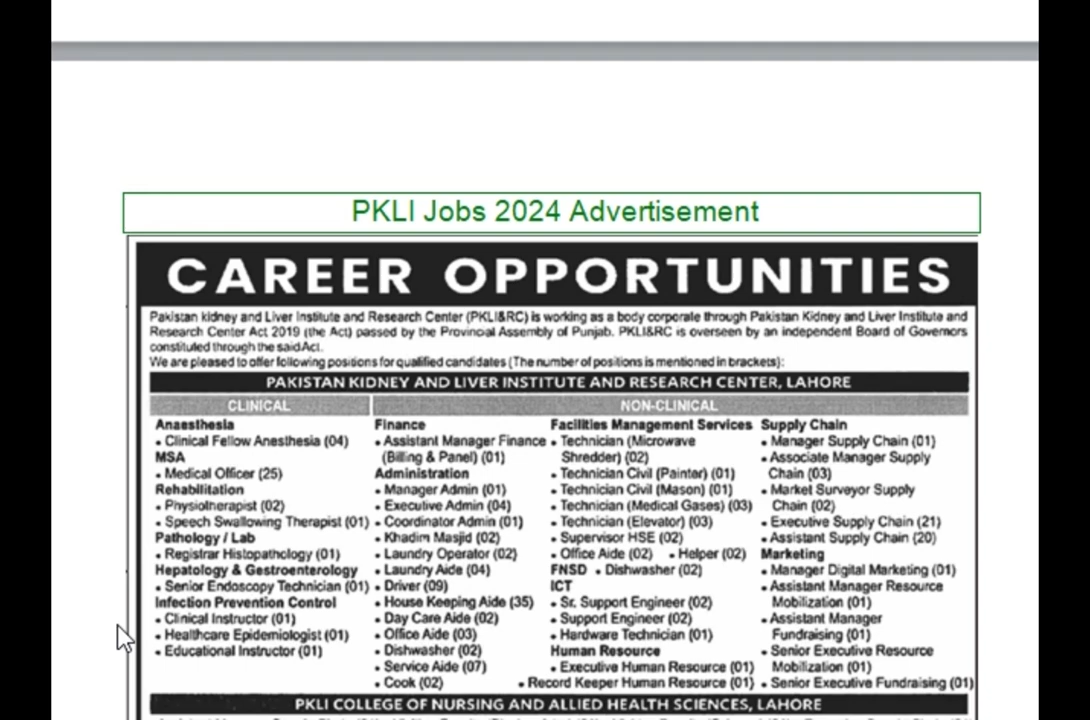 PKLI Jobs 2024 Advertisement
CAREER OPPORTUNITIES
Pakistan kidney and Liver Institute and Research Center (PKLI&RC) is working as a body corporate through Pakistan Kidney and Liver Institute and
Research Center Act 2019 (the Act) passed by the Provincial Assembly of Punjab. PKLI&RC is overseen by an independent Board of Governors
constituted through the said Act.
We are pleased to offer following positions for qualified candidates (The number of positions is mentioned in brackets):
PAKISTAN KIDNEY AND LIVER INSTITUTE AND RESEARCH CENTER, LAHORE
CLINICAL
Anaesthesia
• Clinical Fellow Anesthesia (04)
MSA
• Medical Officer (25)
Rehabilitation
• Physiotherapist (02)
• Speech Swallowing Therapist (01)
Pathology / Lab
• Registrar Histopathology (01)
Hepatology & Gastroenterology
• Senior Endoscopy Technician (01)
Infection Prevention Control
• Clinical Instructor (01)
• Healthcare Epidemiologist (01)
• Educational Instructor (01)
NON-CLINICAL
Finance
• Assistant Manager Finance
(Billing & Panel) (01)
Administration
• Manager Admin (01)
• Executive Admin (04)
• Coordinator Admin (01)
• Khadim Masjid (02)
• Laundry Operator (02)
• Laundry Aide (04)
• Driver (09)
• House Keeping Aide (35)
• Day Care Aide (02)
• Office Aide (03)
• Dishwasher (02)
• Service Aide (07)
• Cook (02)
Facilities Management Services
• Technician (Microwave
Shredder) (02)
• Technician Civil (Painter) (01)
• Technician Civil (Mason) (01)
• Technician (Medical Gases) (03)
• Technician (Elevator) (03)
• Supervisor HSE (02)
• Office Aide (02) • Helper (02)
FNSD • Dishwasher (02)
ICT
• Sr. Support Engineer (02)
• Support Engineer (02)
• Hardware Technician (01)
Human Resource
• Executive Human Resource (01)
• Record Keeper Human Resource (01)
Supply Chain
• Manager Supply Chain (01)
• Associate Manager Supply
Chain (03)
• Market Surveyor Supply
Chain (02)
• Executive Supply Chain (21)
• Assistant Supply Chain (20)
Marketing
• Manager Digital Marketing (01)
• Assistant Manager Resource
Mobilization (01)
• Assistant Manager
Fundraising (01)
• Senior Executive Resource
Mobilization (01)
• Senior Executive Fundraising (01)
PKLI COLLEGE OF NURSING AND ALLIED HEALTH SCIENCES, LAHORE